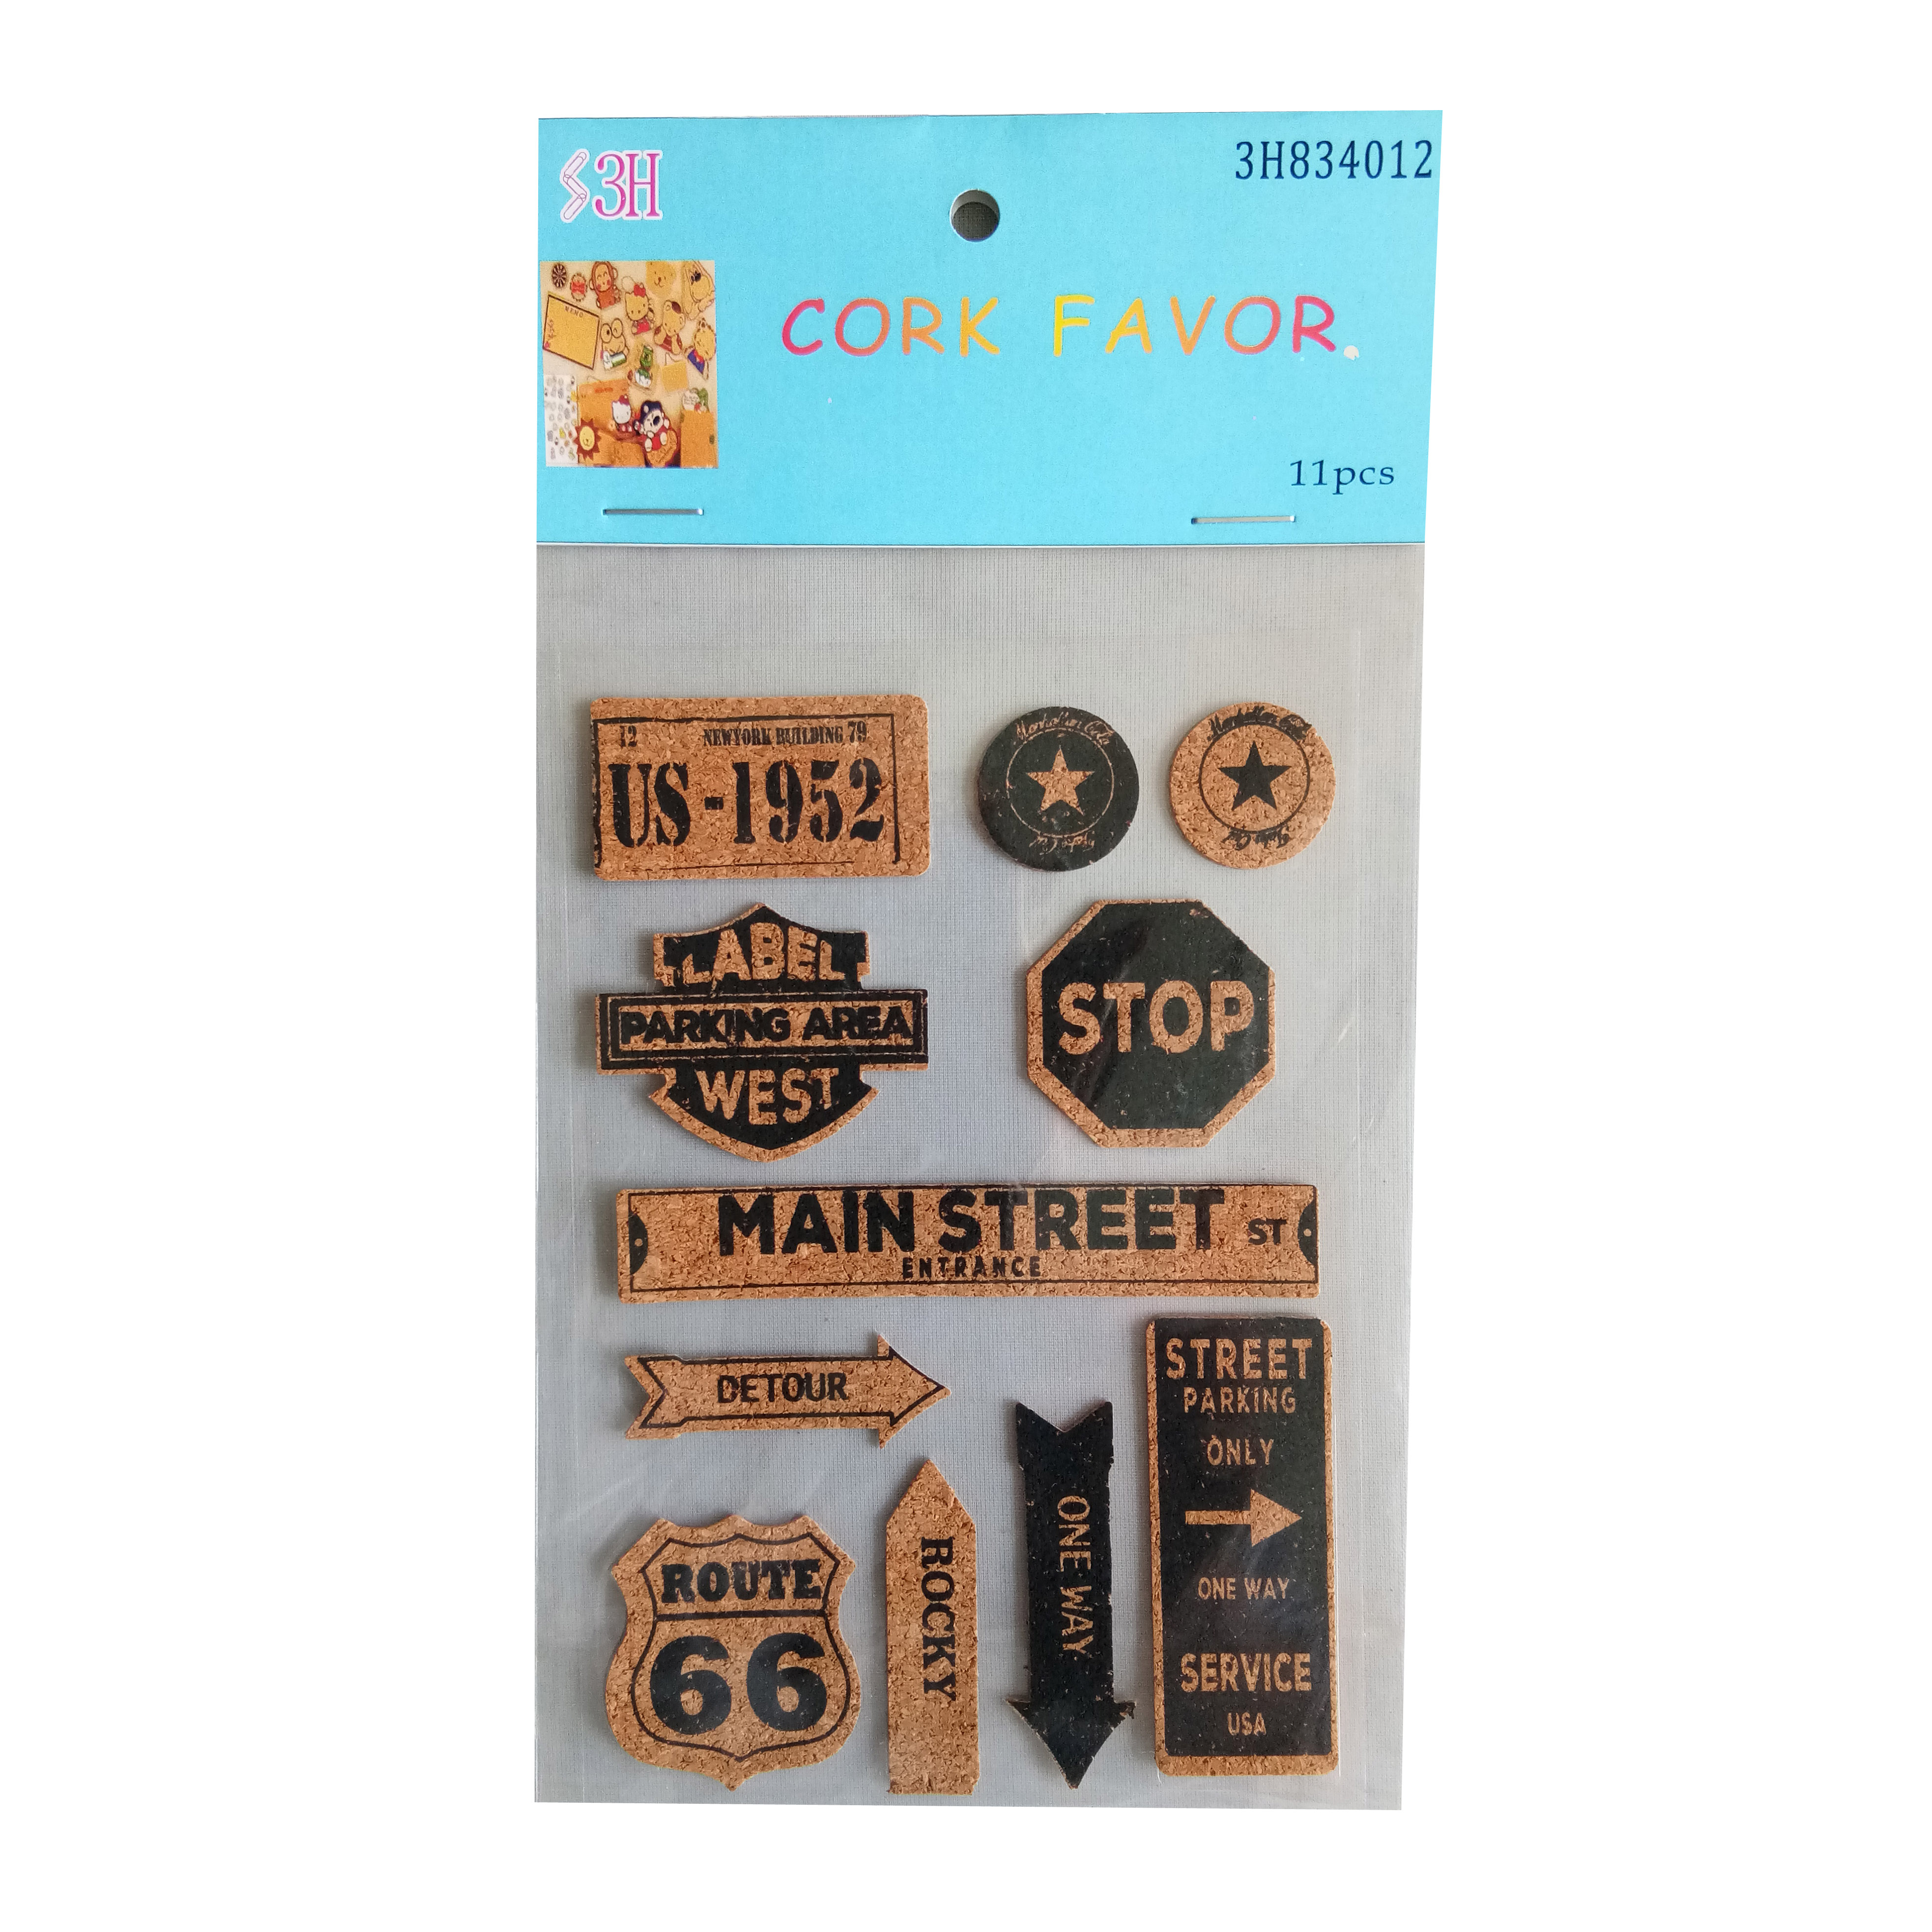 3H
3H834012
CORK FAVOR.
MEMO
11pcs
12 NEWYORK BUILDING 79
US-1952
LABEL
PARKING AREA
WEST
STOP
MAIN STREET ST
ENTRANCE
DETOUR
STREET
PARKING
ONLY
ONE WAY
SERVICE
USA
ONE WAY
ROCKY
ROUTE
66